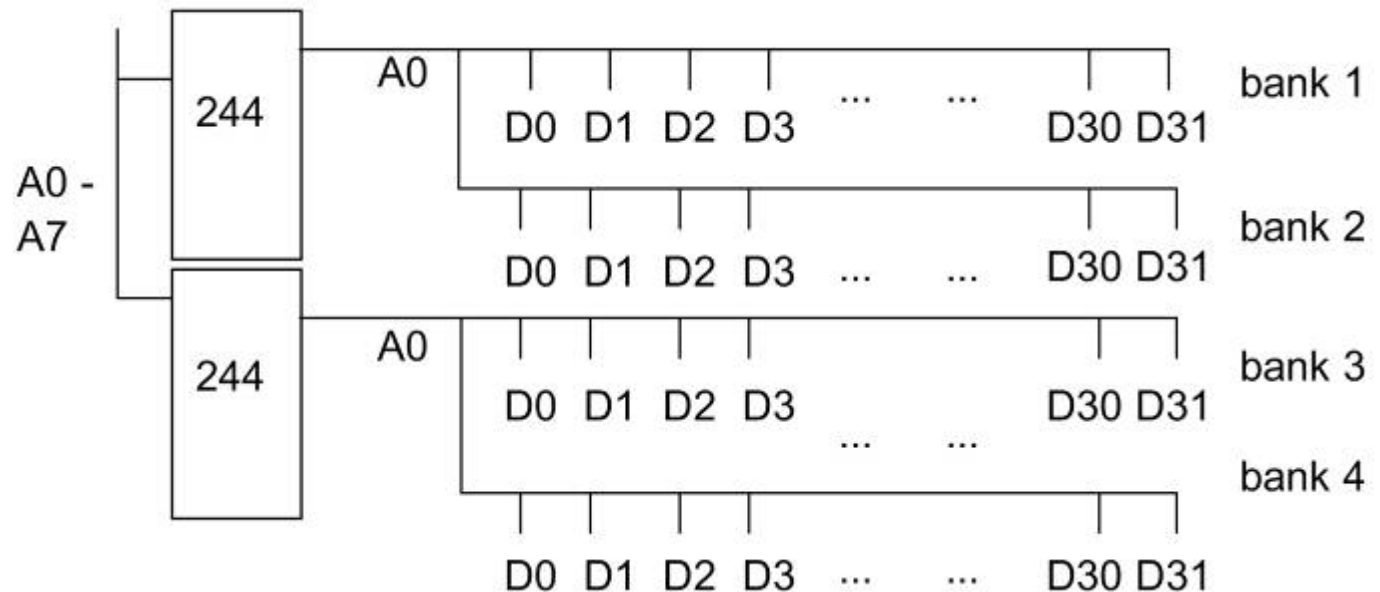 244
A0
bank 1
D0 D1 D2 D3 ... ... D30 D31
A0 -
A7
bank 2
D0 D1 D2 D3 ... ... D30 D31
244
A0
bank 3
D0 D1 D2 D3 ... ... D30 D31
bank 4
D0 D1 D2 D3 ... ... D30 D31